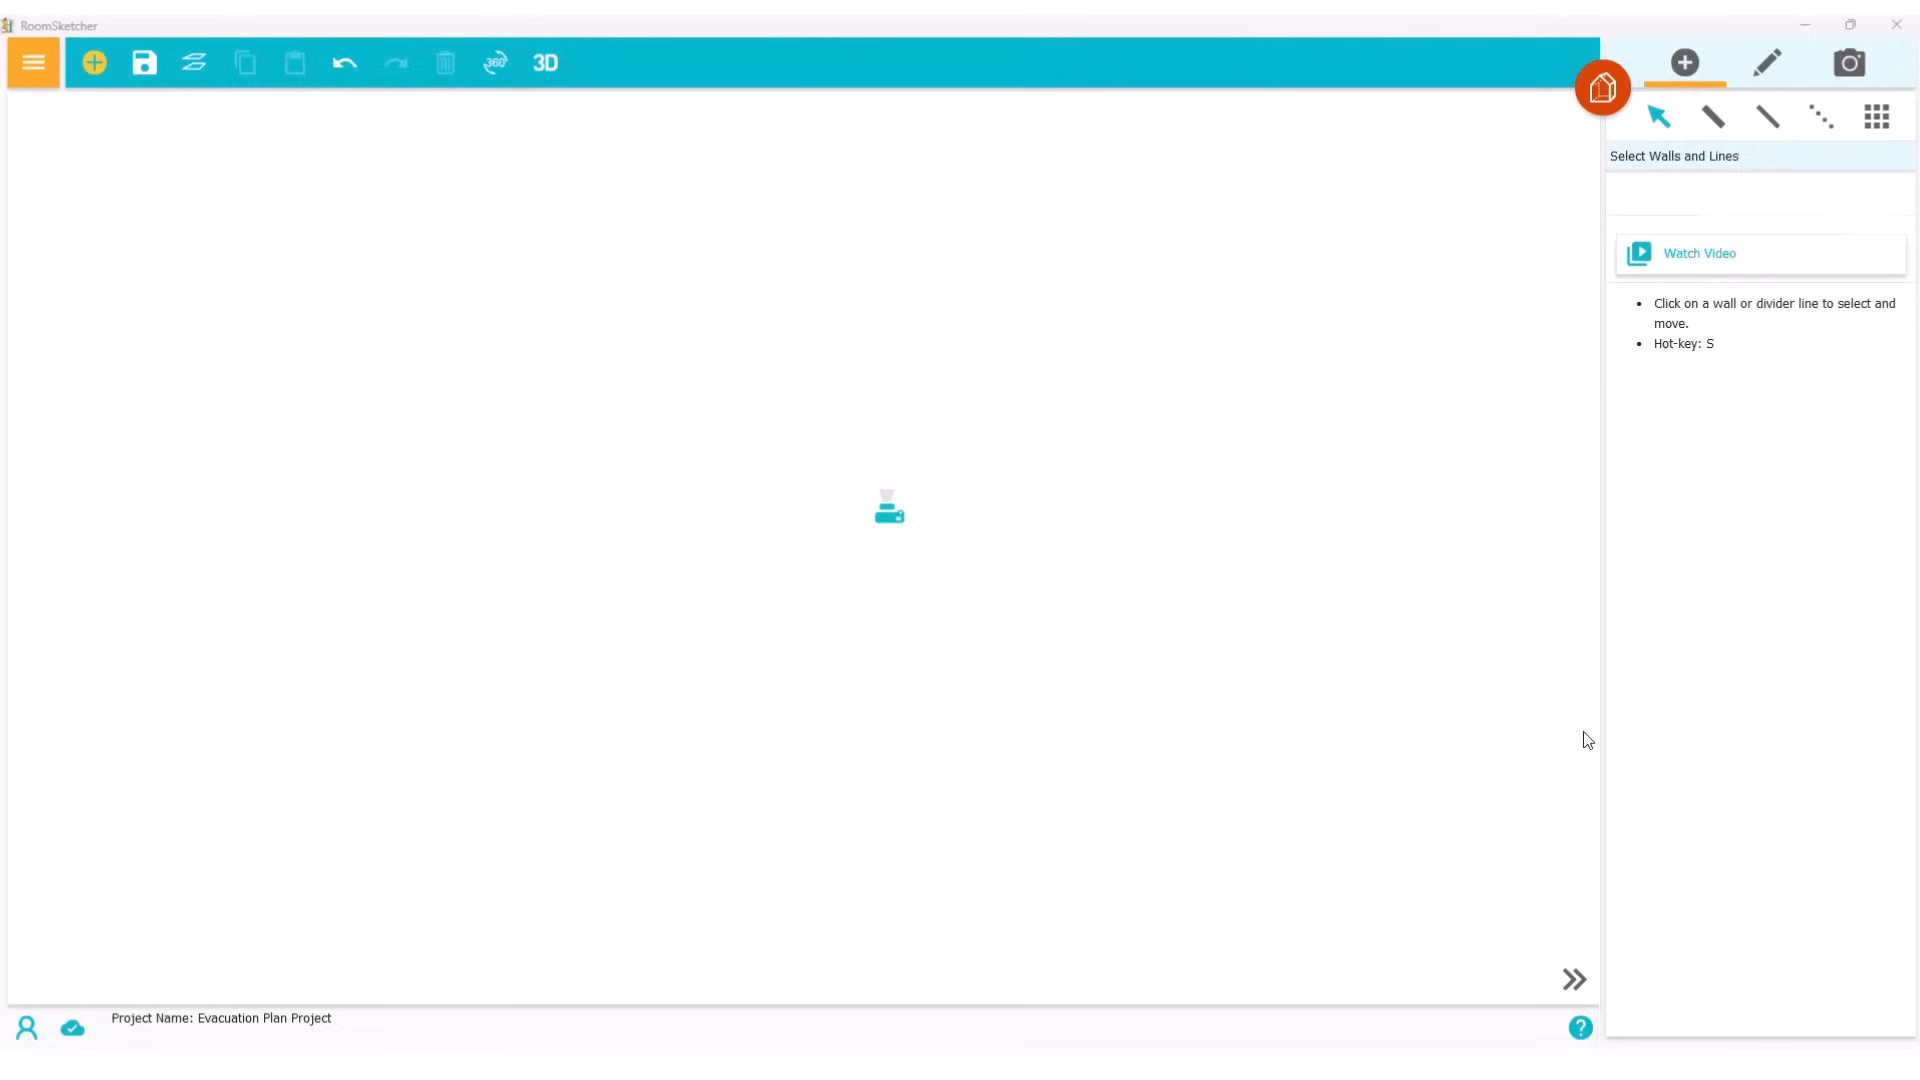 RoomSketcher
360
3D
Select Walls and Lines
Watch Video
• Click on a wall or divider line to select and
move.
• Hot-key: S
Project Name: Evacuation Plan Project
?